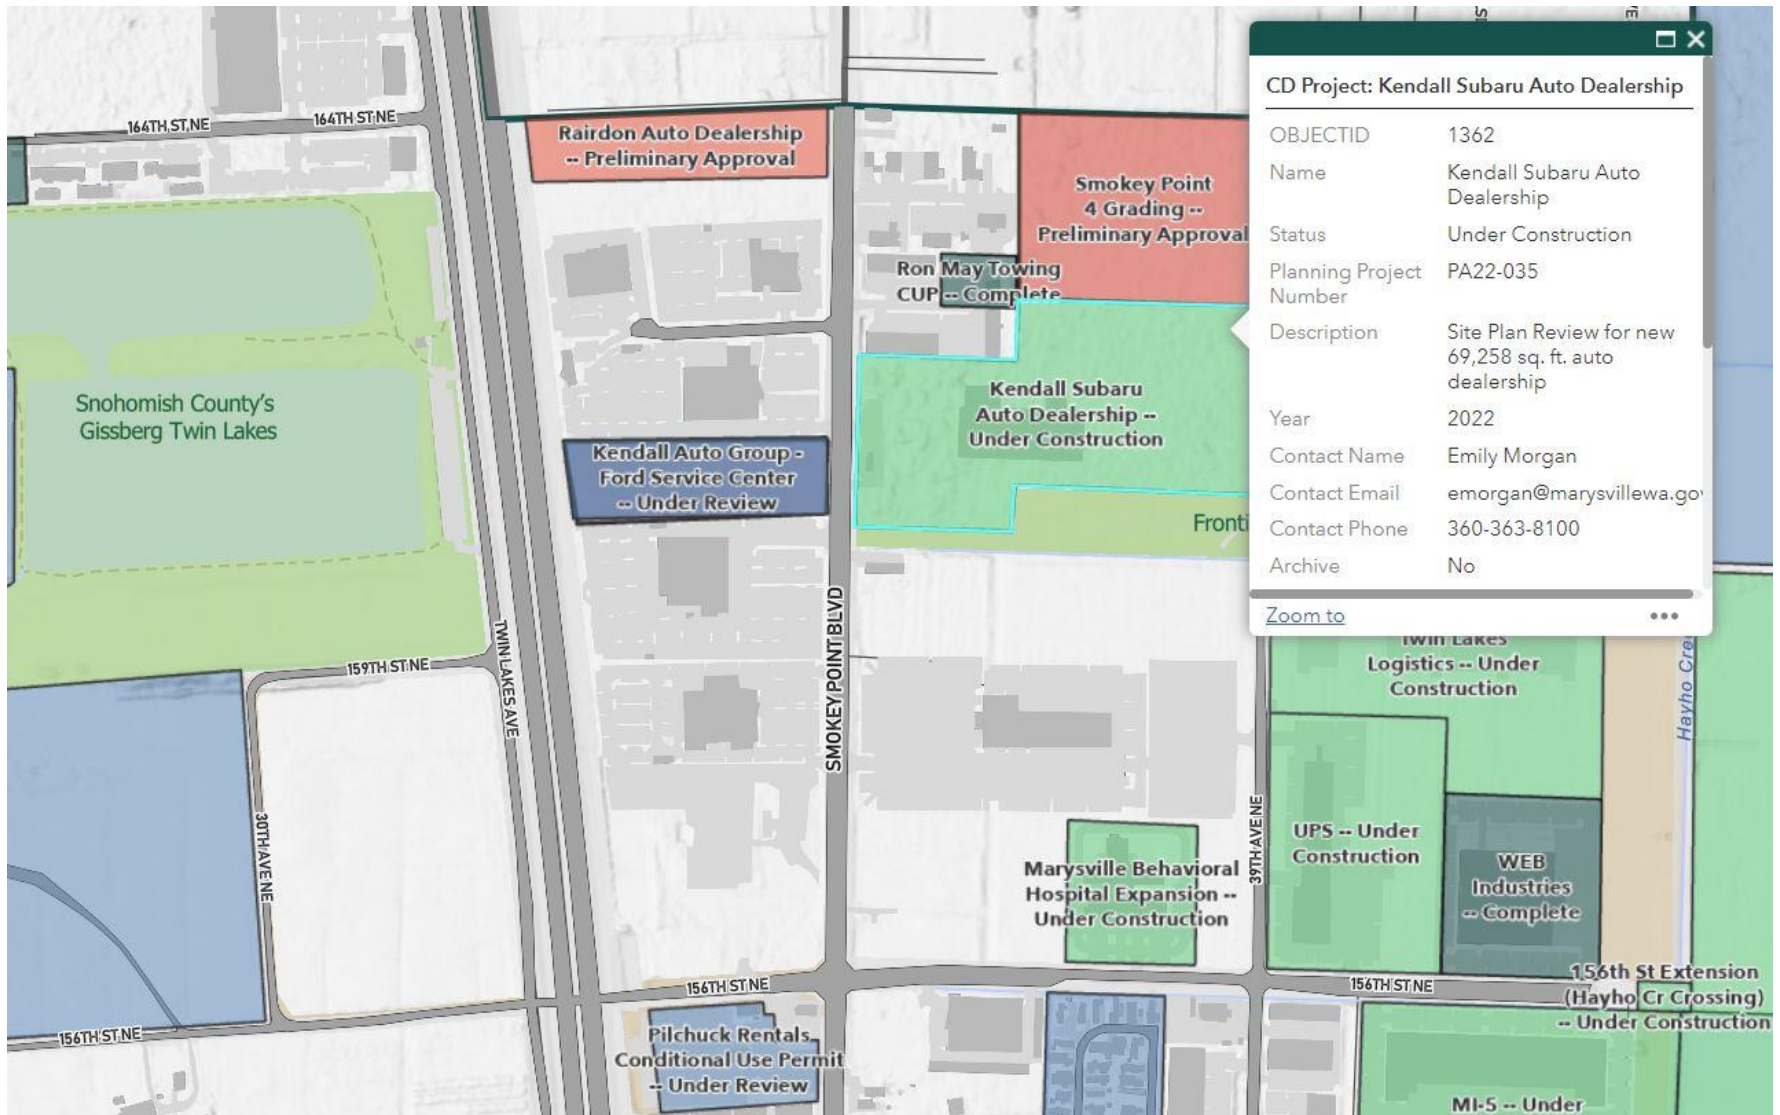 164TH ST NE
164TH ST NE
Rairdon Auto Dealership
-- Preliminary Approval
Smokey Point
4 Grading --
Preliminary Approval
Ron May Towing
CUP -- Complete
Kendall Subaru
Auto Dealership --
Under Construction
Snohomish County's
Gissberg Twin Lakes
Kendall Auto Group -
Ford Service Center
-- Under Review
Fronti
SMOKEY POINT BLVD
TWIN LAKES AVE
159TH ST NE
30TH AVE NE
39TH AVE NE
CD Project: Kendall Subaru Auto Dealership
OBJECTID 1362
Name Kendall Subaru Auto
Dealership
Status Under Construction
Planning Project PA22-035
Number
Description Site Plan Review for new
69,258 sq. ft. auto
dealership
Year 2022
Contact Name Emily Morgan
Contact Email emorgan@marysvillewa.gov
Contact Phone 360-363-8100
Archive No
Zoom to
Twin Lakes
Logistics -- Under
Construction
Hayho Cre
UPS -- Under
Construction
WEB
Industries
-- Complete
Marysville Behavioral
Hospital Expansion --
Under Construction
156TH ST NE
156TH ST NE
156TH ST NE
156th St Extension
(Hayho Cr Crossing)
-- Under Construction
Pilchuck Rentals
Conditional Use Permit
-- Under Review
MI-5 -- Under